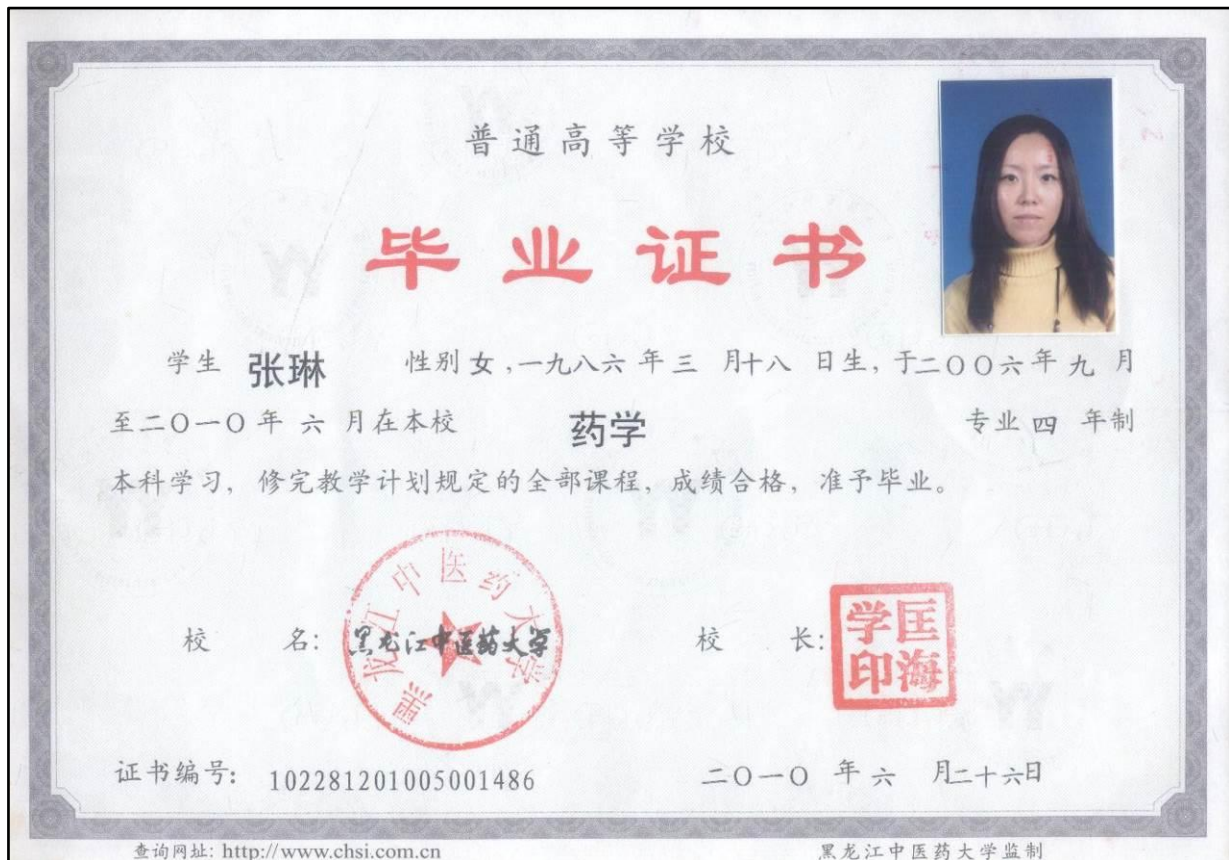 普通高等学校
毕业证书
学生 张琳 性别 女,一九八六 年 三 月十八 日生, 于二〇〇六年 九 月
至二〇一〇 年 六 月在本校 药学 专业 四 年制
本科学习, 修完教学计划规定的全部课程, 成绩合格, 准予毕业。
校 名: 黑龙江中医药大学
黑龙江中医药大学
校 长:
匡海学印
证书编号: 102281201005001486
二〇一〇 年 六 月二十六日
查询网址: http://www.chsi.com.cn
黑龙江中医药大学监制